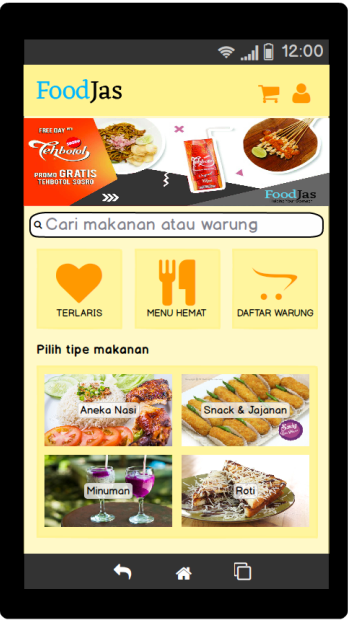 12:00
FoodJas
FREE DAY
Tehbotol
PROMO GRATIS
TEHBOTOL SOSRO
FoodJas
Cari makanan atau warung
TERLARIS
MENU HEMAT
DAFTAR WARUNG
Pilih tipe makanan
Aneka Nasi
Snack & Jajanan
Minuman
Roti